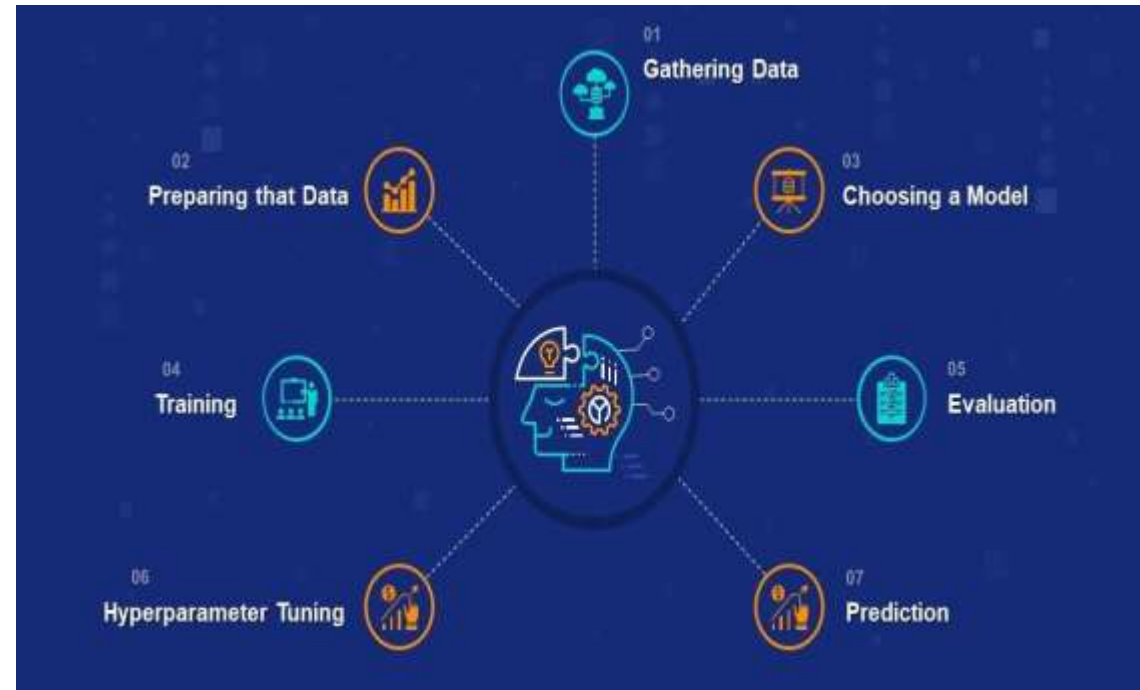 01
Gathering Data
02
Preparing that Data
03
Choosing a Model
04
Training
05
Evaluation
06
Hyperparameter Tuning
07
Prediction